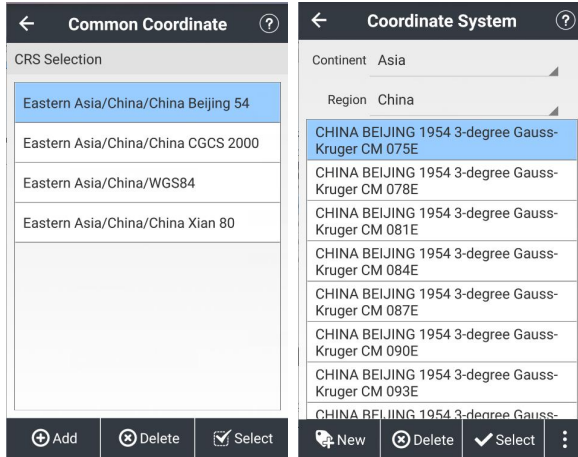 Common Coordinate
?
CRS Selection
Eastern Asia/China/China Beijing 54
Eastern Asia/China/China CGCS 2000
Eastern Asia/China/WGS84
Eastern Asia/China/China Xian 80
Add
Delete
Select
Coordinate System
?
Continent Asia
Region China
CHINA BEIJING 1954 3-degree Gauss-
Kruger CM 075E
CHINA BEIJING 1954 3-degree Gauss-
Kruger CM 078E
CHINA BEIJING 1954 3-degree Gauss-
Kruger CM 081E
CHINA BEIJING 1954 3-degree Gauss-
Kruger CM 084E
CHINA BEIJING 1954 3-degree Gauss-
Kruger CM 087E
CHINA BEIJING 1954 3-degree Gauss-
Kruger CM 090E
CHINA BEIJING 1954 3-degree Gauss-
Kruger CM 093E
CHINA BEIJING 1954 3-degree Gauss-
New
Delete
Select